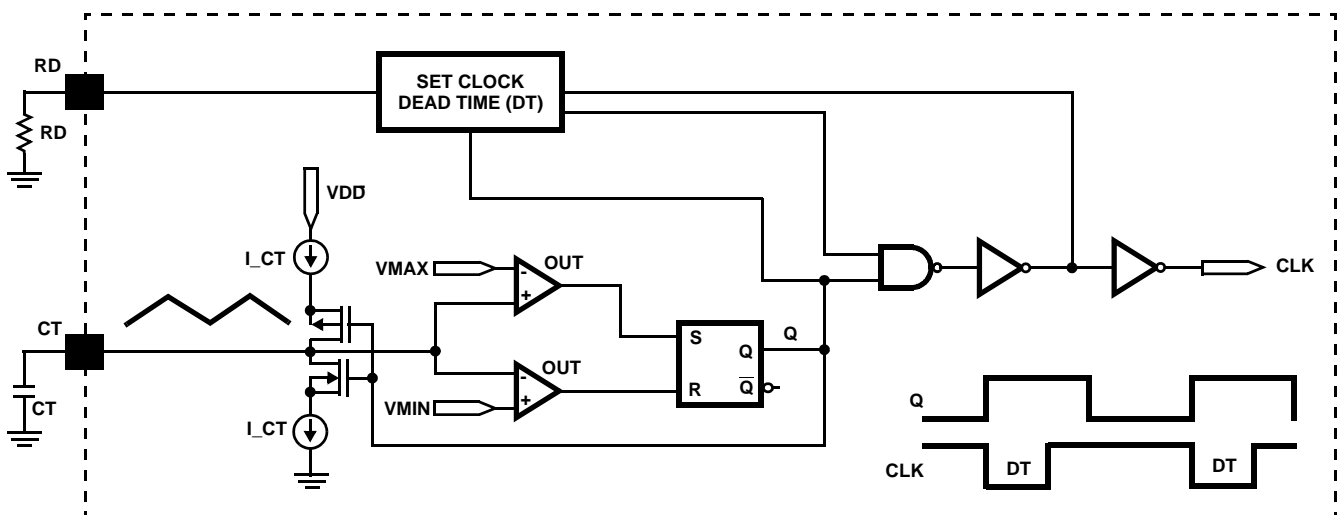 RD
RD
SET CLOCK
DEAD TIME (DT)
VDD
I_CT
VMAX
OUT
-
+
CLK
CT
CT
S
Q
Q
R
Q
OUT
-
+
VMIN
I_CT
Q
CLK
DT
DT